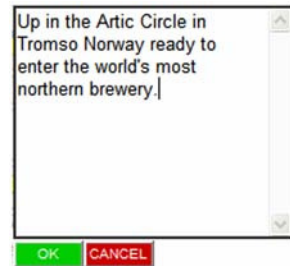 Up in the Artic Circle in
Tromso Norway ready to
enter the world's most
northern brewery.
OK
CANCEL